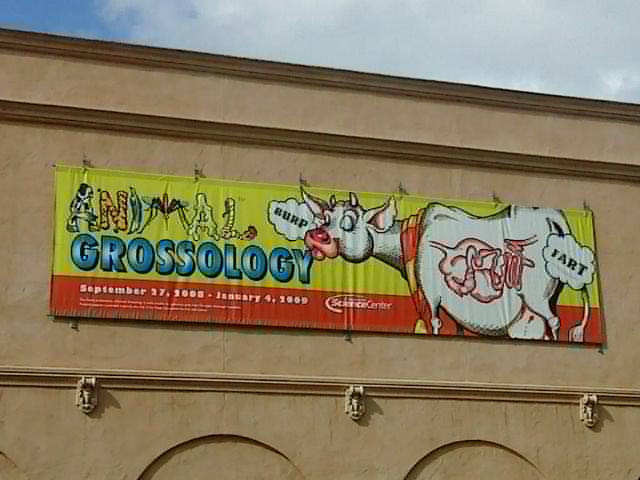 ANIMAL
GROSSOLOGY
September 27, 2008 - January 4, 2009
ScienceCenter
BURP
FART